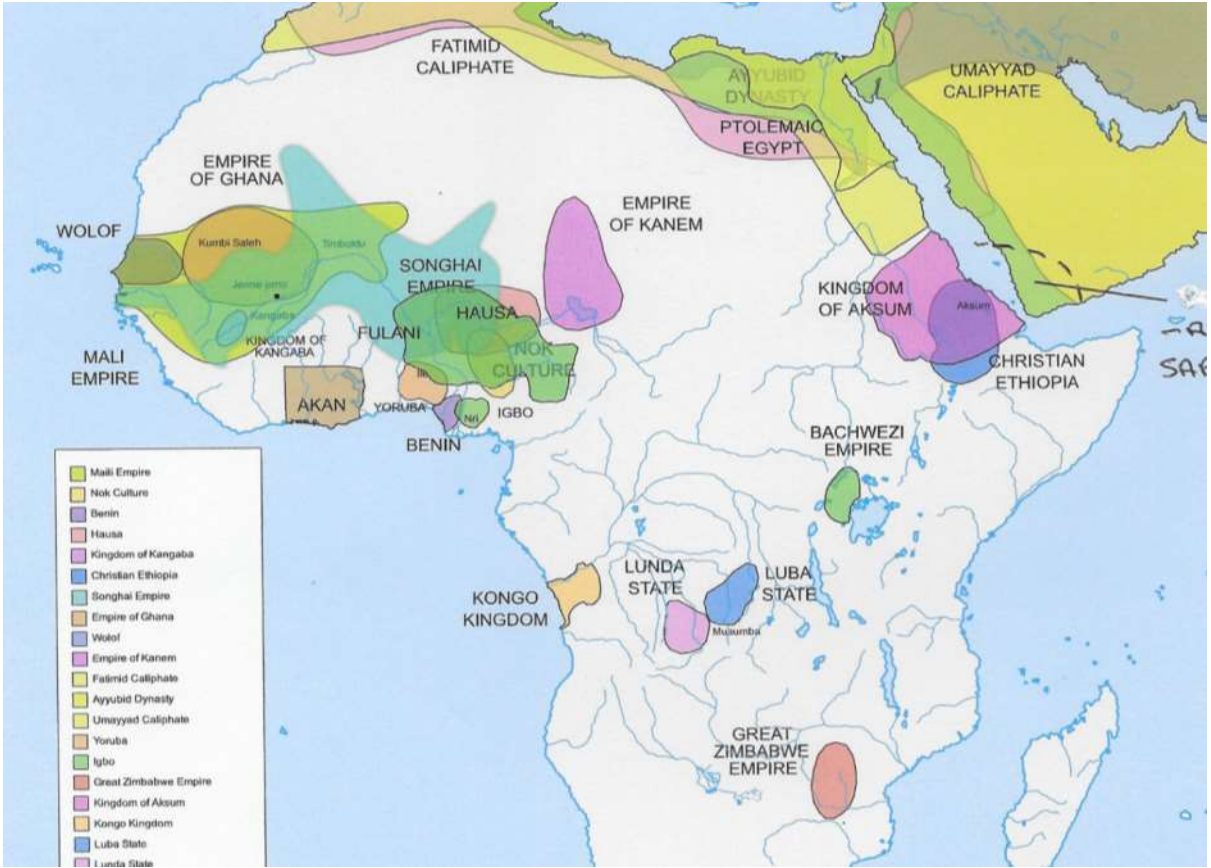 FATIMID
CALIPHATE
AYYUBID
DYNASTY
UMAYYAD
CALIPHATE
PTOLEMAIC
EGYPT
EMPIRE
OF GHANA
WOLOF
Kumbi Saleh
Timbuktu
EMPIRE
OF KANEM
SONGHAI
EMPIRE
Jenne-jeno
Kangaba
KINGDOM OF
KANGABA
FULANI
HAUSA
NOK
CULTURE
KINGDOM
OF AKSUM
Aksum
CHRISTIAN
ETHIOPIA
MALI
EMPIRE
AKAN
Ife
YORUBA
Nri
IGBO
BENIN
BACHWEZI
EMPIRE
LUNDA
STATE
LUBA
STATE
Musumba
KONGO
KINGDOM
GREAT
ZIMBABWE
EMPIRE
Maili Empire
Nok Culture
Benin
Hausa
Kingdom of Kangaba
Christian Ethiopia
Songhai Empire
Empire of Ghana
Wolof
Empire of Kanem
Fatimid Caliphate
Ayyubid Dynasty
Umayyad Caliphate
Yoruba
Igbo
Great Zimbabwe Empire
Kingdom of Aksum
Kongo Kingdom
Luba State
Lunda State